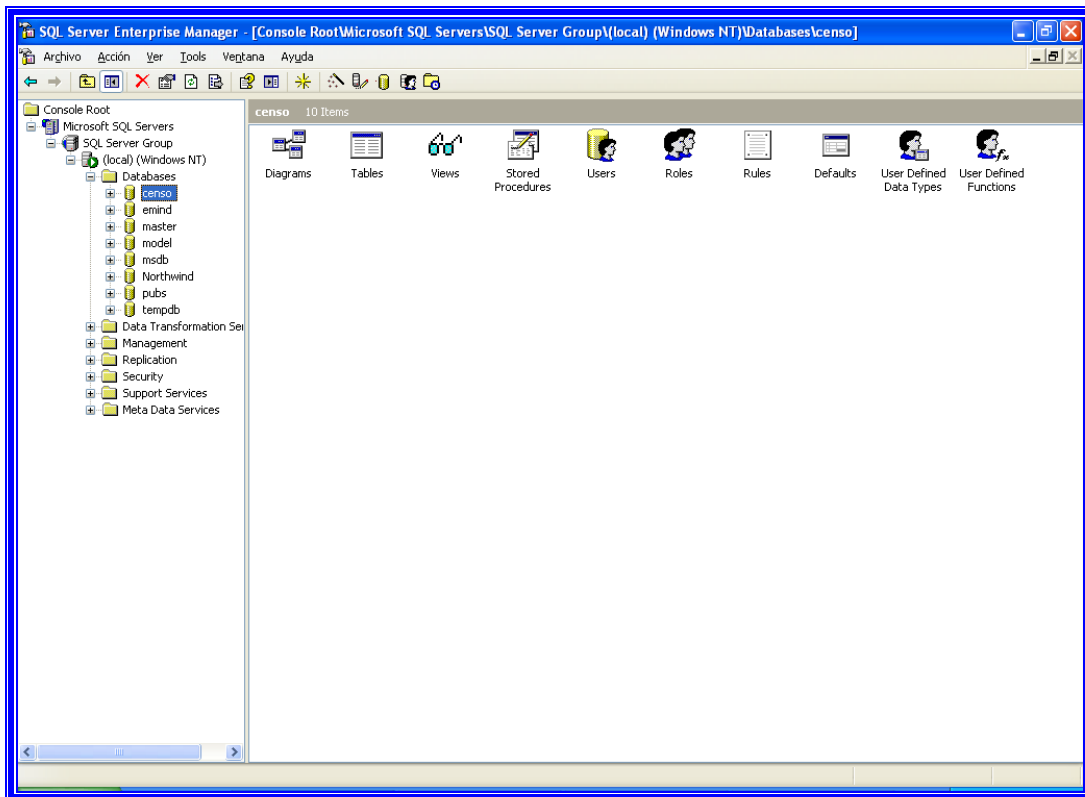 SQL Server Enterprise Manager - [Console Root\Microsoft SQL Servers\SQL Server Group\(local) (Windows NT)\Databases\censo]
Archivo Acción Ver Tools Ventana Ayuda
Console Root
Microsoft SQL Servers
SQL Server Group
(local) (Windows NT)
Databases
censo
emind
master
model
msdb
Northwind
pubs
tempdb
Data Transformation Ser
Management
Replication
Security
Support Services
Meta Data Services
censo 10 Items
Diagrams
Tables
Views
Stored
Procedures
Users
Roles
Rules
Defaults
User Defined
Data Types
User Defined
Functions